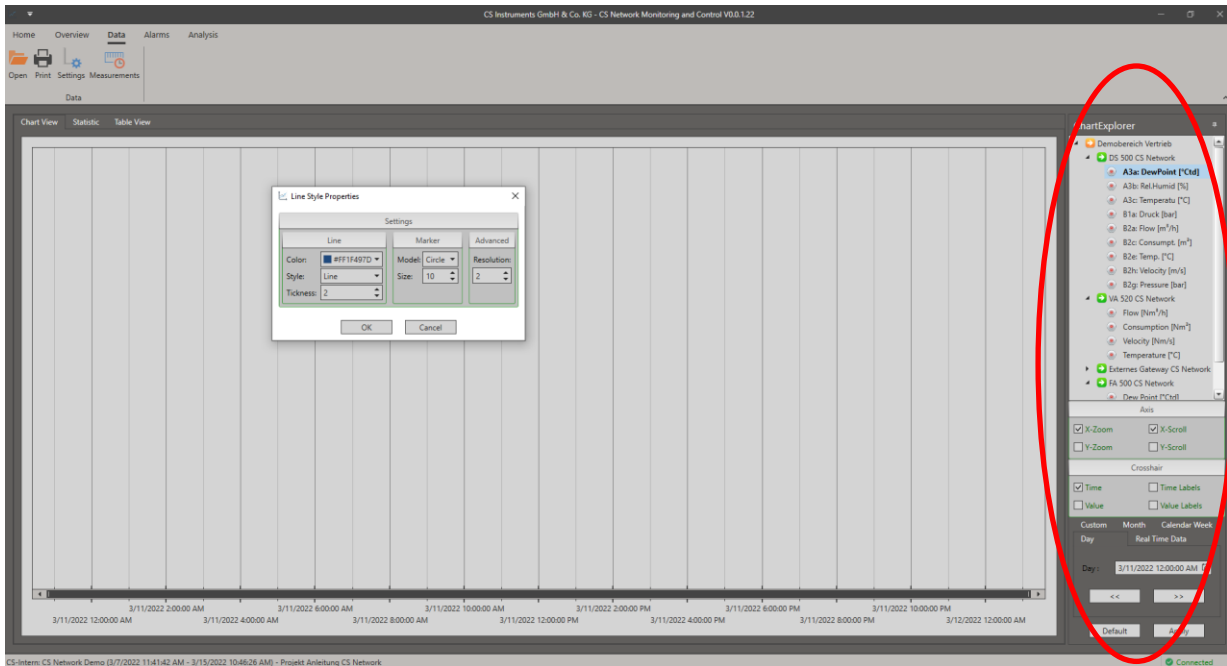 CS Instruments GmbH & Co. KG - CS Network Monitoring and Control V0.0.1.22
Home Overview Data Alarms Analysis
Open Print Settings Measurements
Data
Chart View Statistic Table View
Line Style Properties
Settings
Line Marker Advanced
Color: #FF1F497D Model: Circle Resolution:
Style: Line Size: 10 2
Tickness: 2
OK Cancel
3/11/2022 2:00:00 AM 3/11/2022 6:00:00 AM 3/11/2022 10:00:00 AM 3/11/2022 2:00:00 PM 3/11/2022 6:00:00 PM 3/11/2022 10:00:00 PM
3/11/2022 12:00:00 AM 3/11/2022 4:00:00 AM 3/11/2022 8:00:00 AM 3/11/2022 12:00:00 PM 3/11/2022 4:00:00 PM 3/11/2022 8:00:00 PM 3/12/2022 12:00:00 AM
ChartExplorer
Demobereich Vertrieb
DS 500 CS Network
A3a: DewPoint [°Ctd]
A3b: Rel.Humid [%]
A3c: Temperatu [°C]
B1a: Druck [bar]
B2a: Flow [m³/h]
B2c: Consumpt. [m³]
B2e: Temp. [°C]
B2h: Velocity [m/s]
B2g: Pressure [bar]
VA 520 CS Network
Flow [Nm³/h]
Consumption [Nm³]
Velocity [Nm/s]
Temperature [°C]
Externes Gateway CS Network
FA 500 CS Network
Dew Point [°Ctd]
Axis
X-Zoom X-Scroll
Y-Zoom Y-Scroll
Crosshair
Time Time Labels
Value Value Labels
Custom Month Calendar Week
Day Real Time Data
Day : 3/11/2022 12:00:00 AM
<< >>
Default Apply
CS-Intern: CS Network Demo (3/7/2022 11:41:42 AM - 3/15/2022 10:46:26 AM) - Projekt Anleitung CS Network
Connected